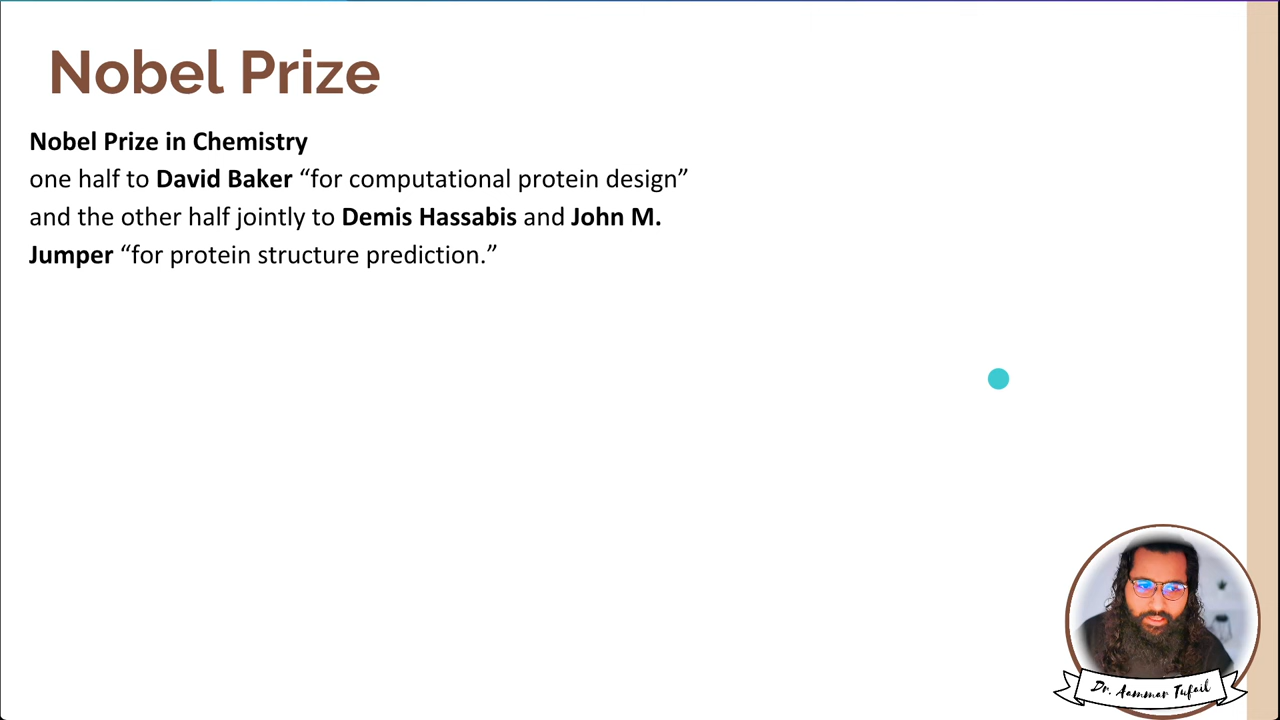 Nobel Prize
Nobel Prize in Chemistry
one half to David Baker “for computational protein design”
and the other half jointly to Demis Hassabis and John M.
Jumper “for protein structure prediction.”
Dr. Aammar Tufail